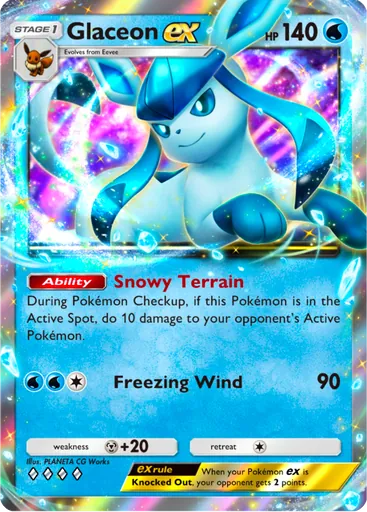 STAGE 1 Glaceon ex HP 140
Evolves from Eevee
Ability Snowy Terrain
During Pokémon Checkup, if this Pokémon is in the
Active Spot, do 10 damage to your opponent's Active
Pokémon.
Freezing Wind 90
weakness +20 retreat
Illus. PLANETA CG Works
ex rule When your Pokémon ex is
Knocked Out, your opponent gets 2 points.